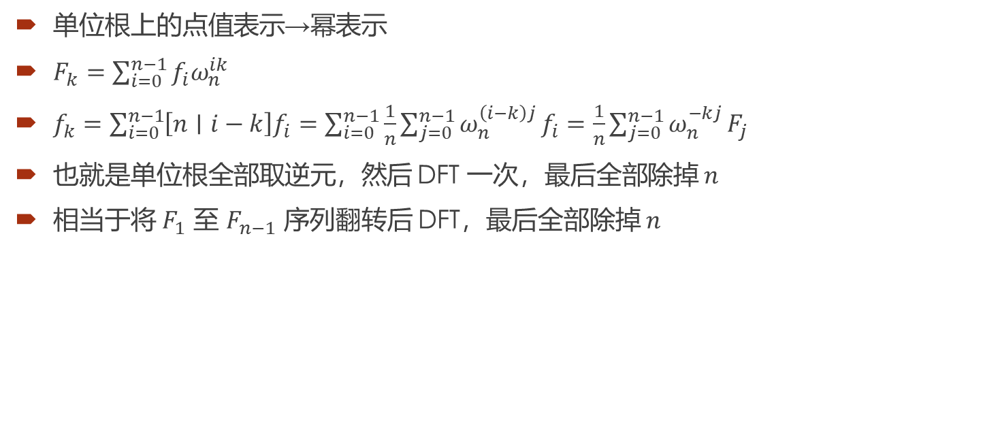 单位根上的点值表示→幂表示
$F_k = \sum_{i=0}^{n-1} f_i \omega_n^{ik}$
$f_k = \sum_{i=0}^{n-1} [n \mid i-k] f_i = \sum_{i=0}^{n-1} \frac{1}{n} \sum_{j=0}^{n-1} \omega_n^{(i-k)j} f_i = \frac{1}{n} \sum_{j=0}^{n-1} \omega_n^{-kj} F_j$
也就是单位根全部取逆元，然后 DFT 一次，最后全部除掉 $n$
相当于将 $F_1$ 至 $F_{n-1}$ 序列翻转后 DFT，最后全部除掉 $n$